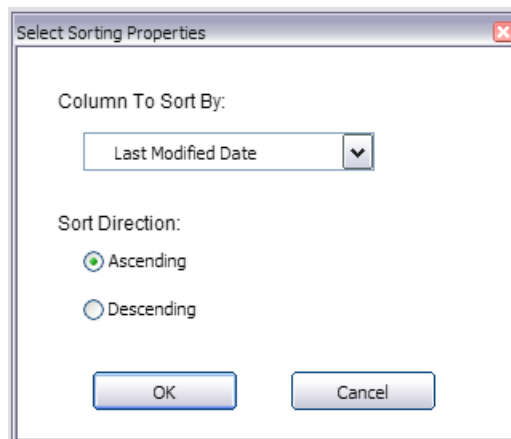 Select Sorting Properties
Column To Sort By:
Last Modified Date
Sort Direction:
Ascending
Descending
OK Cancel